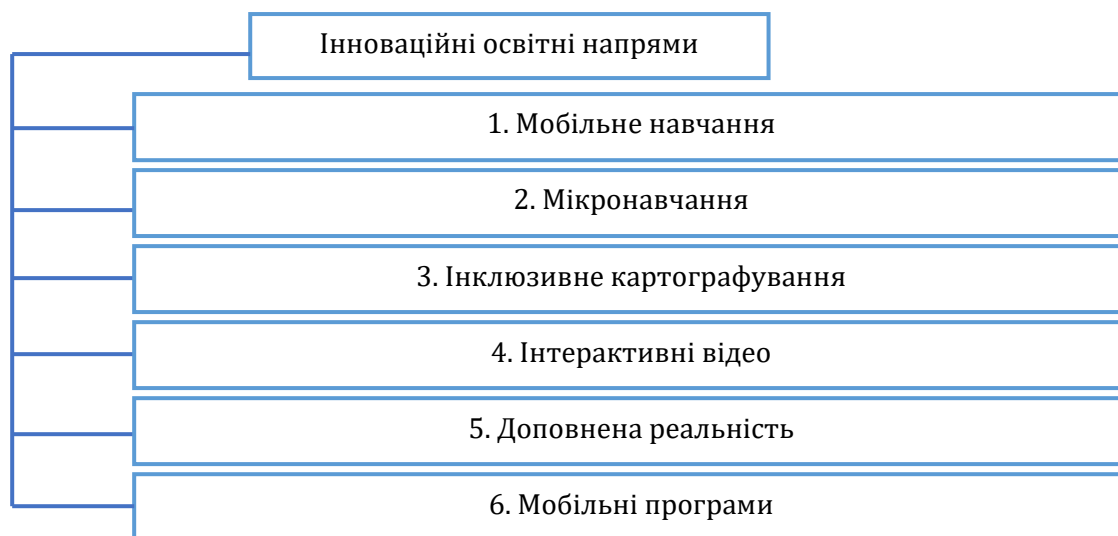 Інноваційні освітні напрями
1. Мобільне навчання
2. Мікронавчання
3. Інклюзивне картографування
4. Інтерактивні відео
5. Доповнена реальність
6. Мобільні програми